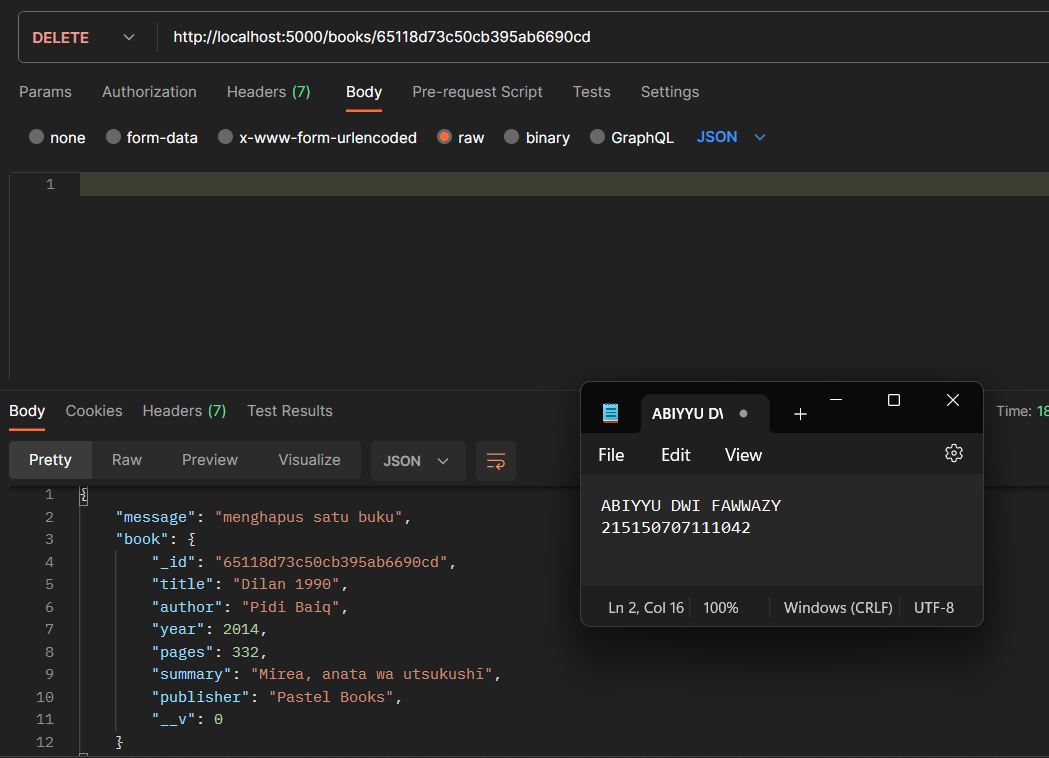 DELETE http://localhost:5000/books/65118d73c50cb395ab6690cd
Params Authorization Headers (7) Body Pre-request Script Tests Settings
none form-data x-www-form-urlencoded raw binary GraphQL JSON
1
Body Cookies Headers (7) Test Results
Time: 18
Pretty Raw Preview Visualize JSON
1 {
2 "message": "menghapus satu buku",
3 "book": {
4 "_id": "65118d73c50cb395ab6690cd",
5 "title": "Dilan 1990",
6 "author": "Pidi Baiq",
7 "year": 2014,
8 "pages": 332,
9 "summary": "Mirea, anata wa utsukushī",
10 "publisher": "Pastel Books",
11 "__v": 0
12 }
ABIYYU DV
File Edit View
ABIYYU DWI FAWWAZY
215150707111042
Ln 2, Col 16 100% Windows (CRLF) UTF-8